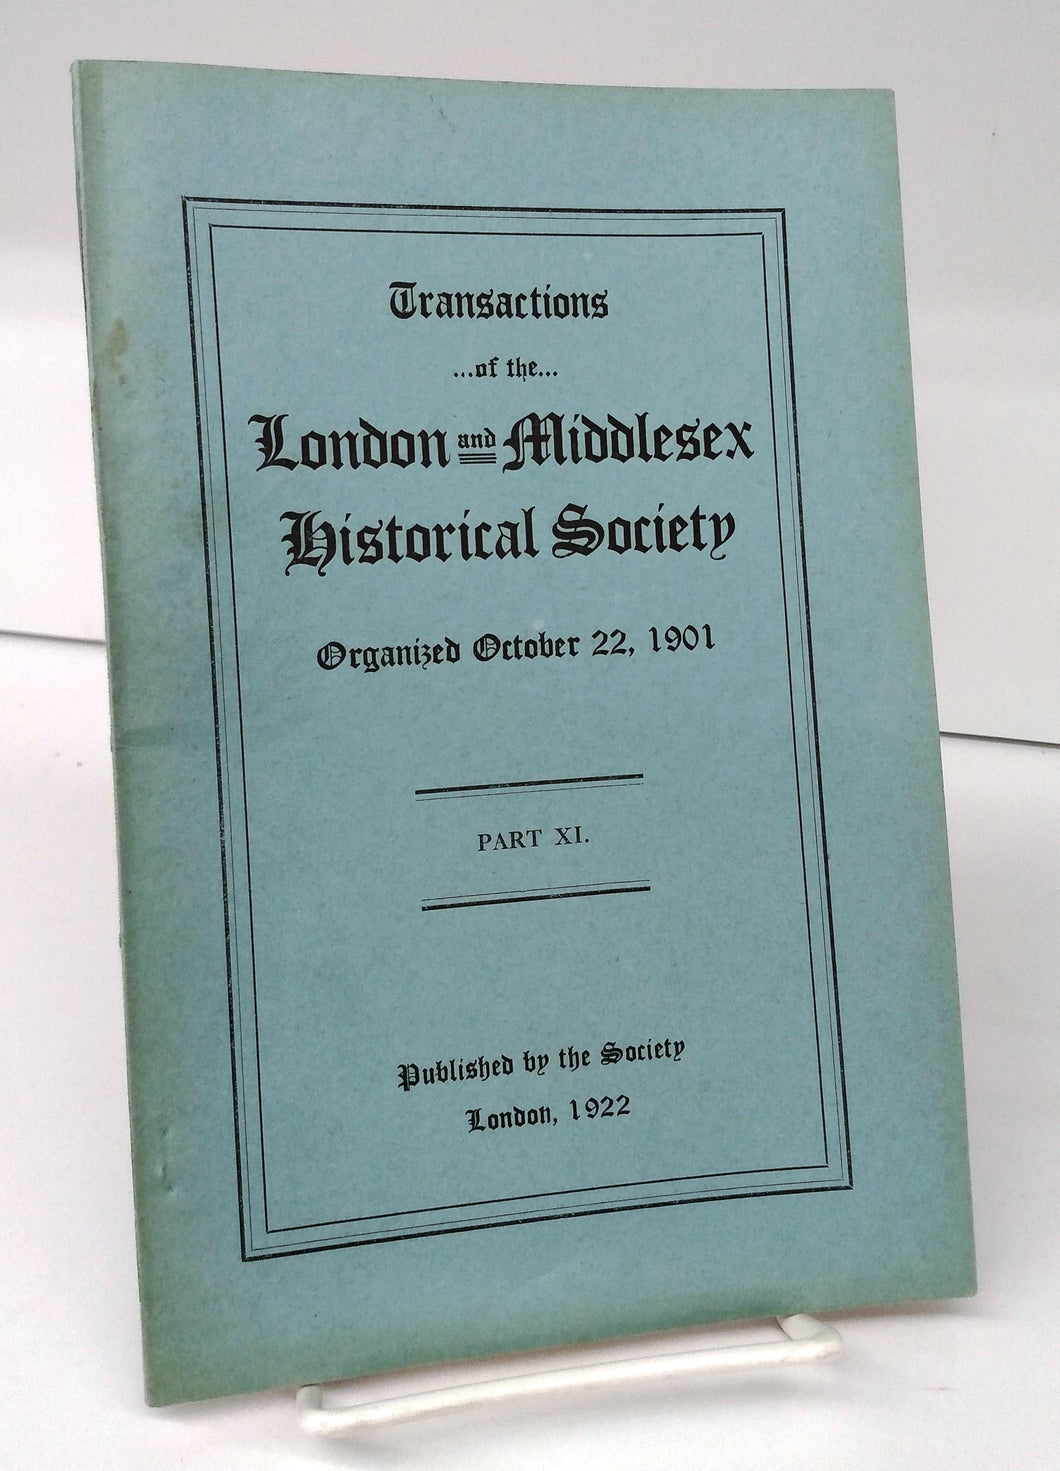 Transactions
...of the...
London and Middlesex
Historical Society
Organized October 22, 1901
PART XI.
Published by the Society
London, 1922